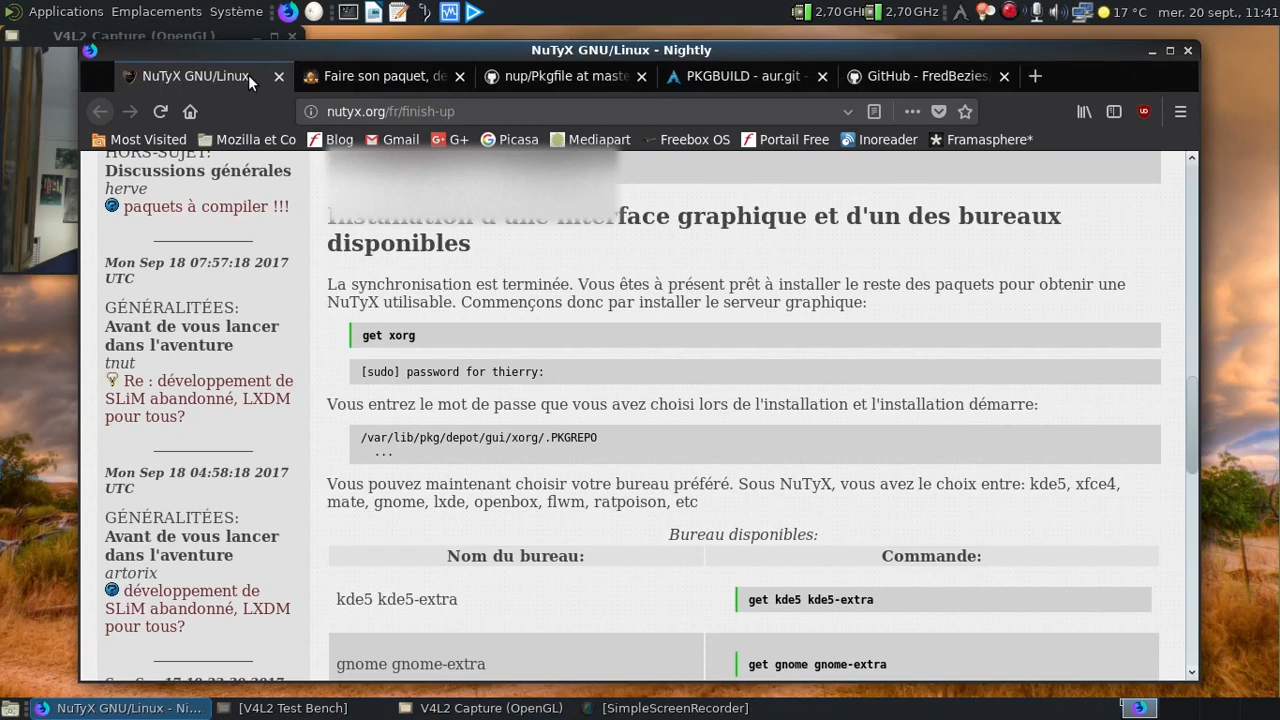 Applications Emplacements Système 2,70 GHz 2,70 GHz 17 °C mer. 20 sept., 11:41
V4L2 Capture (OpenGL)
NuTyX GNU/Linux - Nightly
NuTyX GNU/Linux Faire son paquet, de nup/Pkgfile at maste PKGBUILD - aur.git - GitHub - FredBezies
nutyx.org/fr/finish-up
Most Visited Mozilla et Co Blog Gmail G+ Picasa Mediapart Freebox OS Portail Free Inoreader Framasphere*
HORS-SUJET:
Discussions générales
herve
paquets à compiler !!!
Mon Sep 18 07:57:18 2017
UTC
GÉNÉRALITÉES:
Avant de vous lancer
dans l'aventure
tnut
Re : développement de
SLiM abandonné, LXDM
pour tous?
Mon Sep 18 04:58:18 2017
UTC
GÉNÉRALITÉES:
Avant de vous lancer
dans l'aventure
artorix
développement de
SLiM abandonné, LXDM
pour tous?
Installation d'une interface graphique et d'un des bureaux
disponibles
La synchronisation est terminée. Vous êtes à présent prêt à installer le reste des paquets pour obtenir une
NuTyX utilisable. Commençons donc par installer le serveur graphique:
get xorg
[sudo] password for thierry:
Vous entrez le mot de passe que vous avez choisi lors de l'installation et l'installation démarre:
/var/lib/pkg/depot/gui/xorg/.PKGREPO
...
Vous pouvez maintenant choisir votre bureau préféré. Sous NuTyX, vous avez le choix entre: kde5, xfce4,
mate, gnome, lxde, openbox, flwm, ratpoison, etc
Bureau disponibles:
Nom du bureau: Commande:
kde5 kde5-extra get kde5 kde5-extra
gnome gnome-extra get gnome gnome-extra
NuTyX GNU/Linux - Ni... [V4L2 Test Bench] V4L2 Capture (OpenGL) [SimpleScreenRecorder]